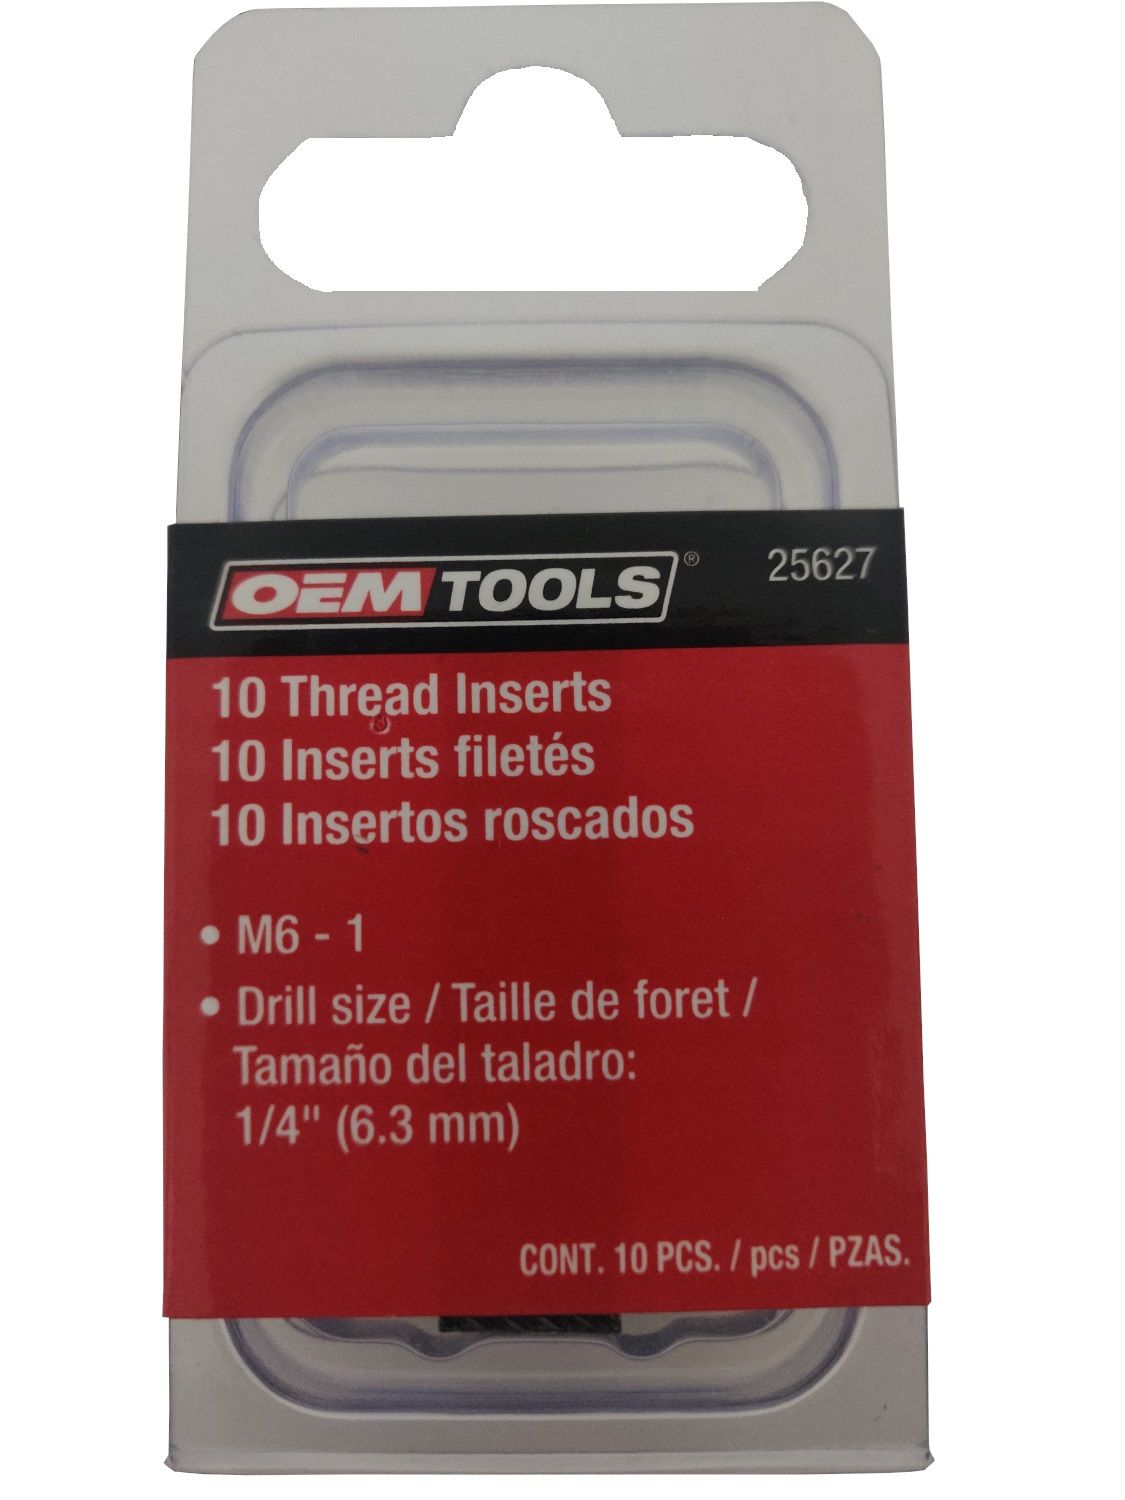 OEM TOOLS® 25627
10 Thread Inserts
10 Inserts filetés
10 Insertos roscados
• M6 - 1
• Drill size / Taille de foret /
Tamaño del taladro:
1/4" (6.3 mm)
CONT. 10 PCS. / pcs / PZAS.